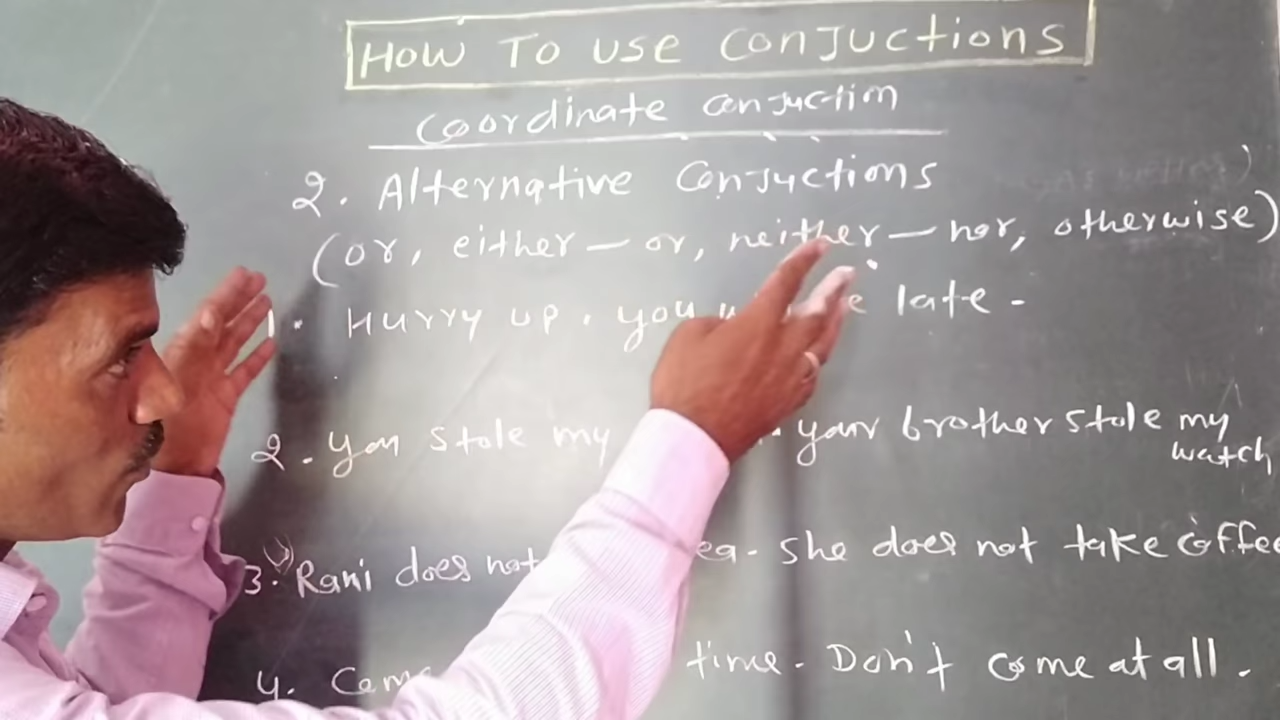 HOW TO USE CONJUCTIONS
Coordinate conjuction
2. Alternative Conjuctions
(or, either — or, neither — nor, otherwise)
1. Hurry up. you late.
2. You stole my your brother stole my watch
3. Rani does not She does not take coffee
4. time. Don't come at all.